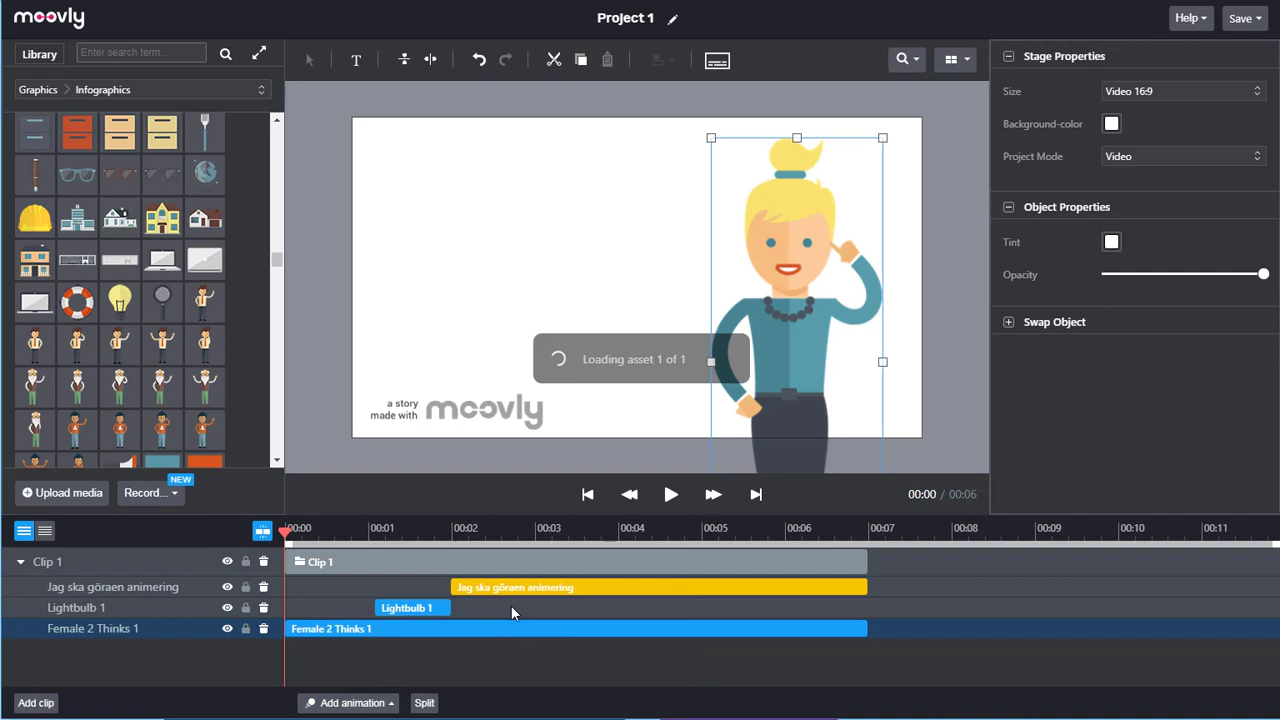 moovly
Project 1
Help
Save
Library
Enter search term...
T
Graphics
Infographics
Stage Properties
Size
Video 16:9
Background-color
Project Mode
Video
Object Properties
Tint
Opacity
Swap Object
Loading asset 1 of 1
a story
made with
moovly
NEW
Upload media
Record...
00:00 / 00:06
00:00
00:01
00:02
00:03
00:04
00:05
00:06
00:07
00:08
00:09
00:10
00:11
Clip 1
Clip 1
Jag ska göraen animering
Jag ska göraen animering
Lightbulb 1
Lightbulb 1
Female 2 Thinks 1
Female 2 Thinks 1
Add clip
Add animation
Split